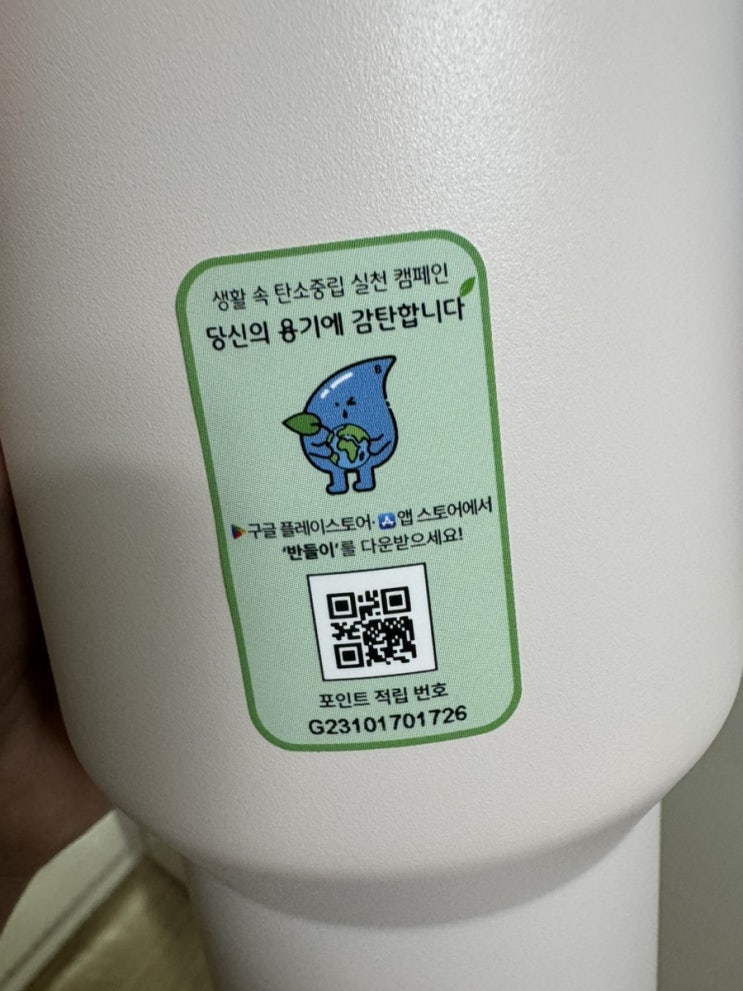 생활 속 탄소중립 실천 캠페인
당신의 용기에 감탄합니다
B
구글 플레이스토어· 앱 스토어에서
'반들이'를 다운받으세요!
포인트 적립 번호
G23101701726